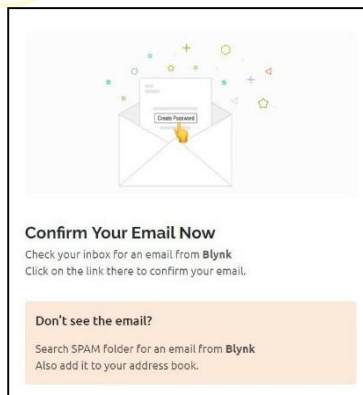 Create Password
Confirm Your Email Now
Check your inbox for an email from Blynk
Click on the link there to confirm your email.
Don't see the email?
Search SPAM folder for an email from Blynk
Also add it to your address book.